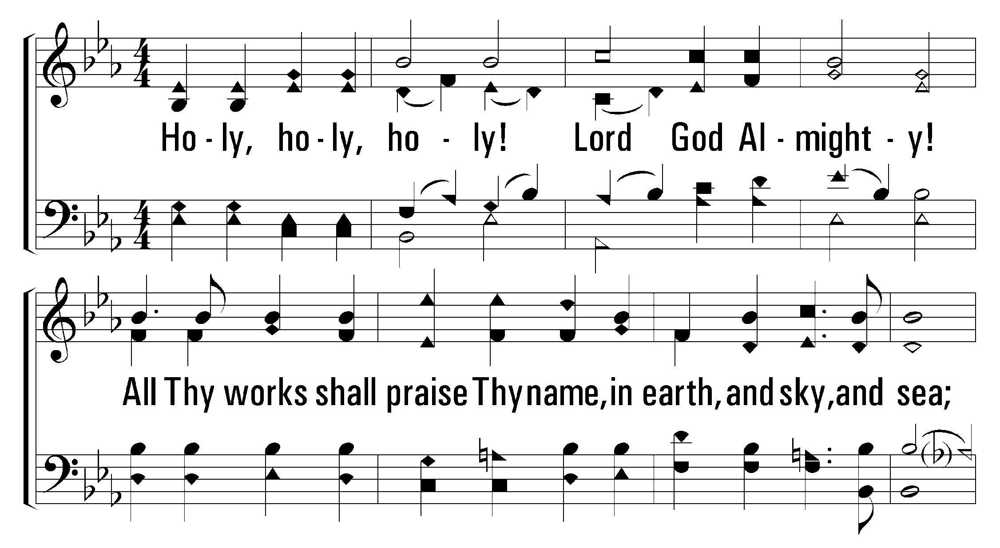 Ho - ly, ho - ly, ho - ly! Lord God Al - might - y!
All Thy works shall praise Thy name, in earth, and sky, and sea;